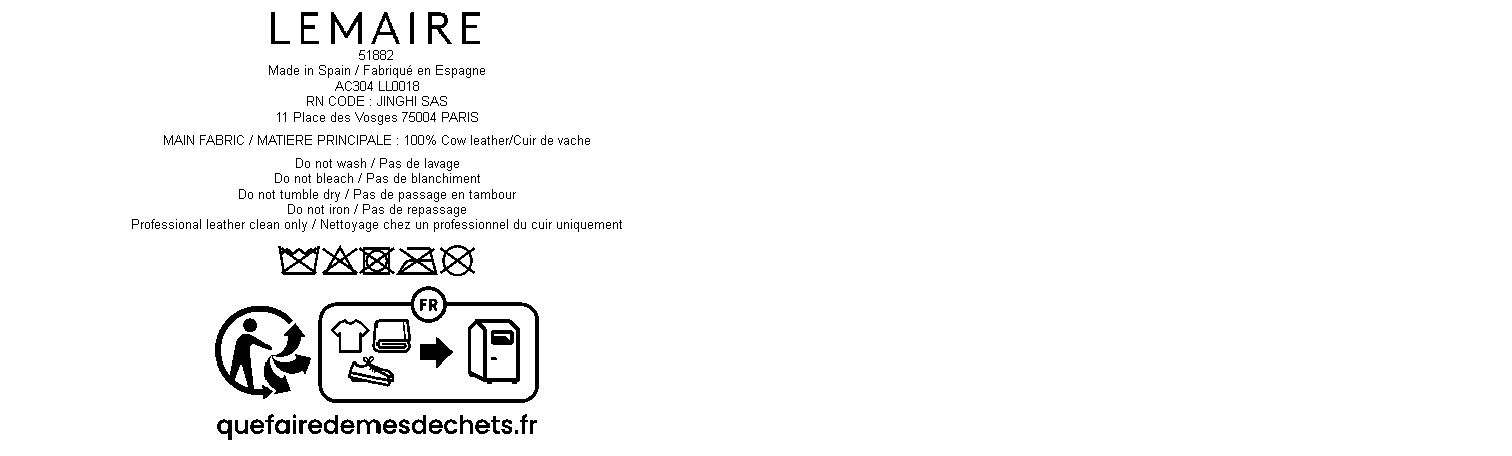 LEMAIRE
51882
Made in Spain / Fabriqué en Espagne
AC304 LL0018
RN CODE : JINGHI SAS
11 Place des Vosges 75004 PARIS
MAIN FABRIC / MATIERE PRINCIPALE : 100% Cow leather/Cuir de vache
Do not wash / Pas de lavage
Do not bleach / Pas de blanchiment
Do not tumble dry / Pas de passage en tambour
Do not iron / Pas de repassage
Professional leather clean only / Nettoyage chez un professionnel du cuir uniquement
FR
quefairedemesdechets.fr